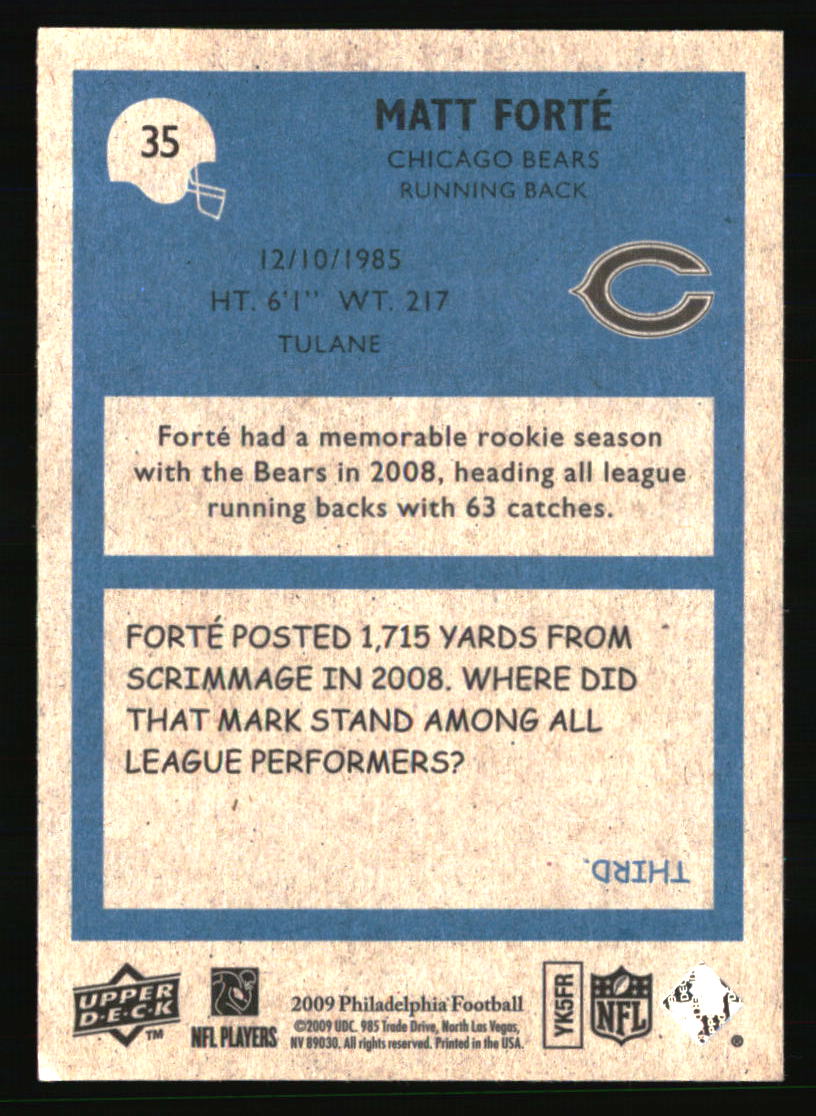 35
MATT FORTÉ
CHICAGO BEARS
RUNNING BACK
12/10/1985
HT. 6'1" WT. 217
TULANE
Forté had a memorable rookie season
with the Bears in 2008, heading all league
running backs with 63 catches.
FORTÉ POSTED 1,715 YARDS FROM
SCRIMMAGE IN 2008. WHERE DID
THAT MARK STAND AMONG ALL
LEAGUE PERFORMERS?
THIRD.
UPPER
D·E·C·K
TM
NFL PLAYERS
2009 Philadelphia Football
©2009 UDC. 985 Trade Drive, North Las Vegas,
NV 89030. All rights reserved. Printed in the USA.
YK5FR
NFL
®